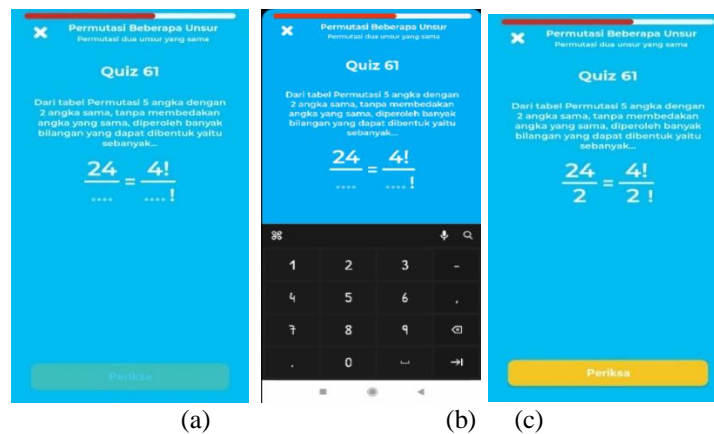 Permutasi Beberapa Unsur
Permutasi dua unsur yang sama
Quiz 61
Dari tabel Permutasi 5 angka dengan
2 angka sama, tanpa membedakan
angka yang sama, diperoleh banyak
bilangan yang dapat dibentuk yaitu
sebanyak...
24/.... = 4!/....!
Periksa
Permutasi Beberapa Unsur
Permutasi dua unsur yang sama
Quiz 61
Dari tabel Permutasi 5 angka dengan
2 angka sama, tanpa membedakan
angka yang sama, diperoleh banyak
bilangan yang dapat dibentuk yaitu
sebanyak...
24/.... = 4!/....!
1 2 3 -
4 5 6 ,
7 8 9
. 0
Permutasi Beberapa Unsur
Permutasi dua unsur yang sama
Quiz 61
Dari tabel Permutasi 5 angka dengan
2 angka sama, tanpa membedakan
angka yang sama, diperoleh banyak
bilangan yang dapat dibentuk yaitu
sebanyak...
24/2 = 4!/2 !
Periksa
(a) (b) (c)